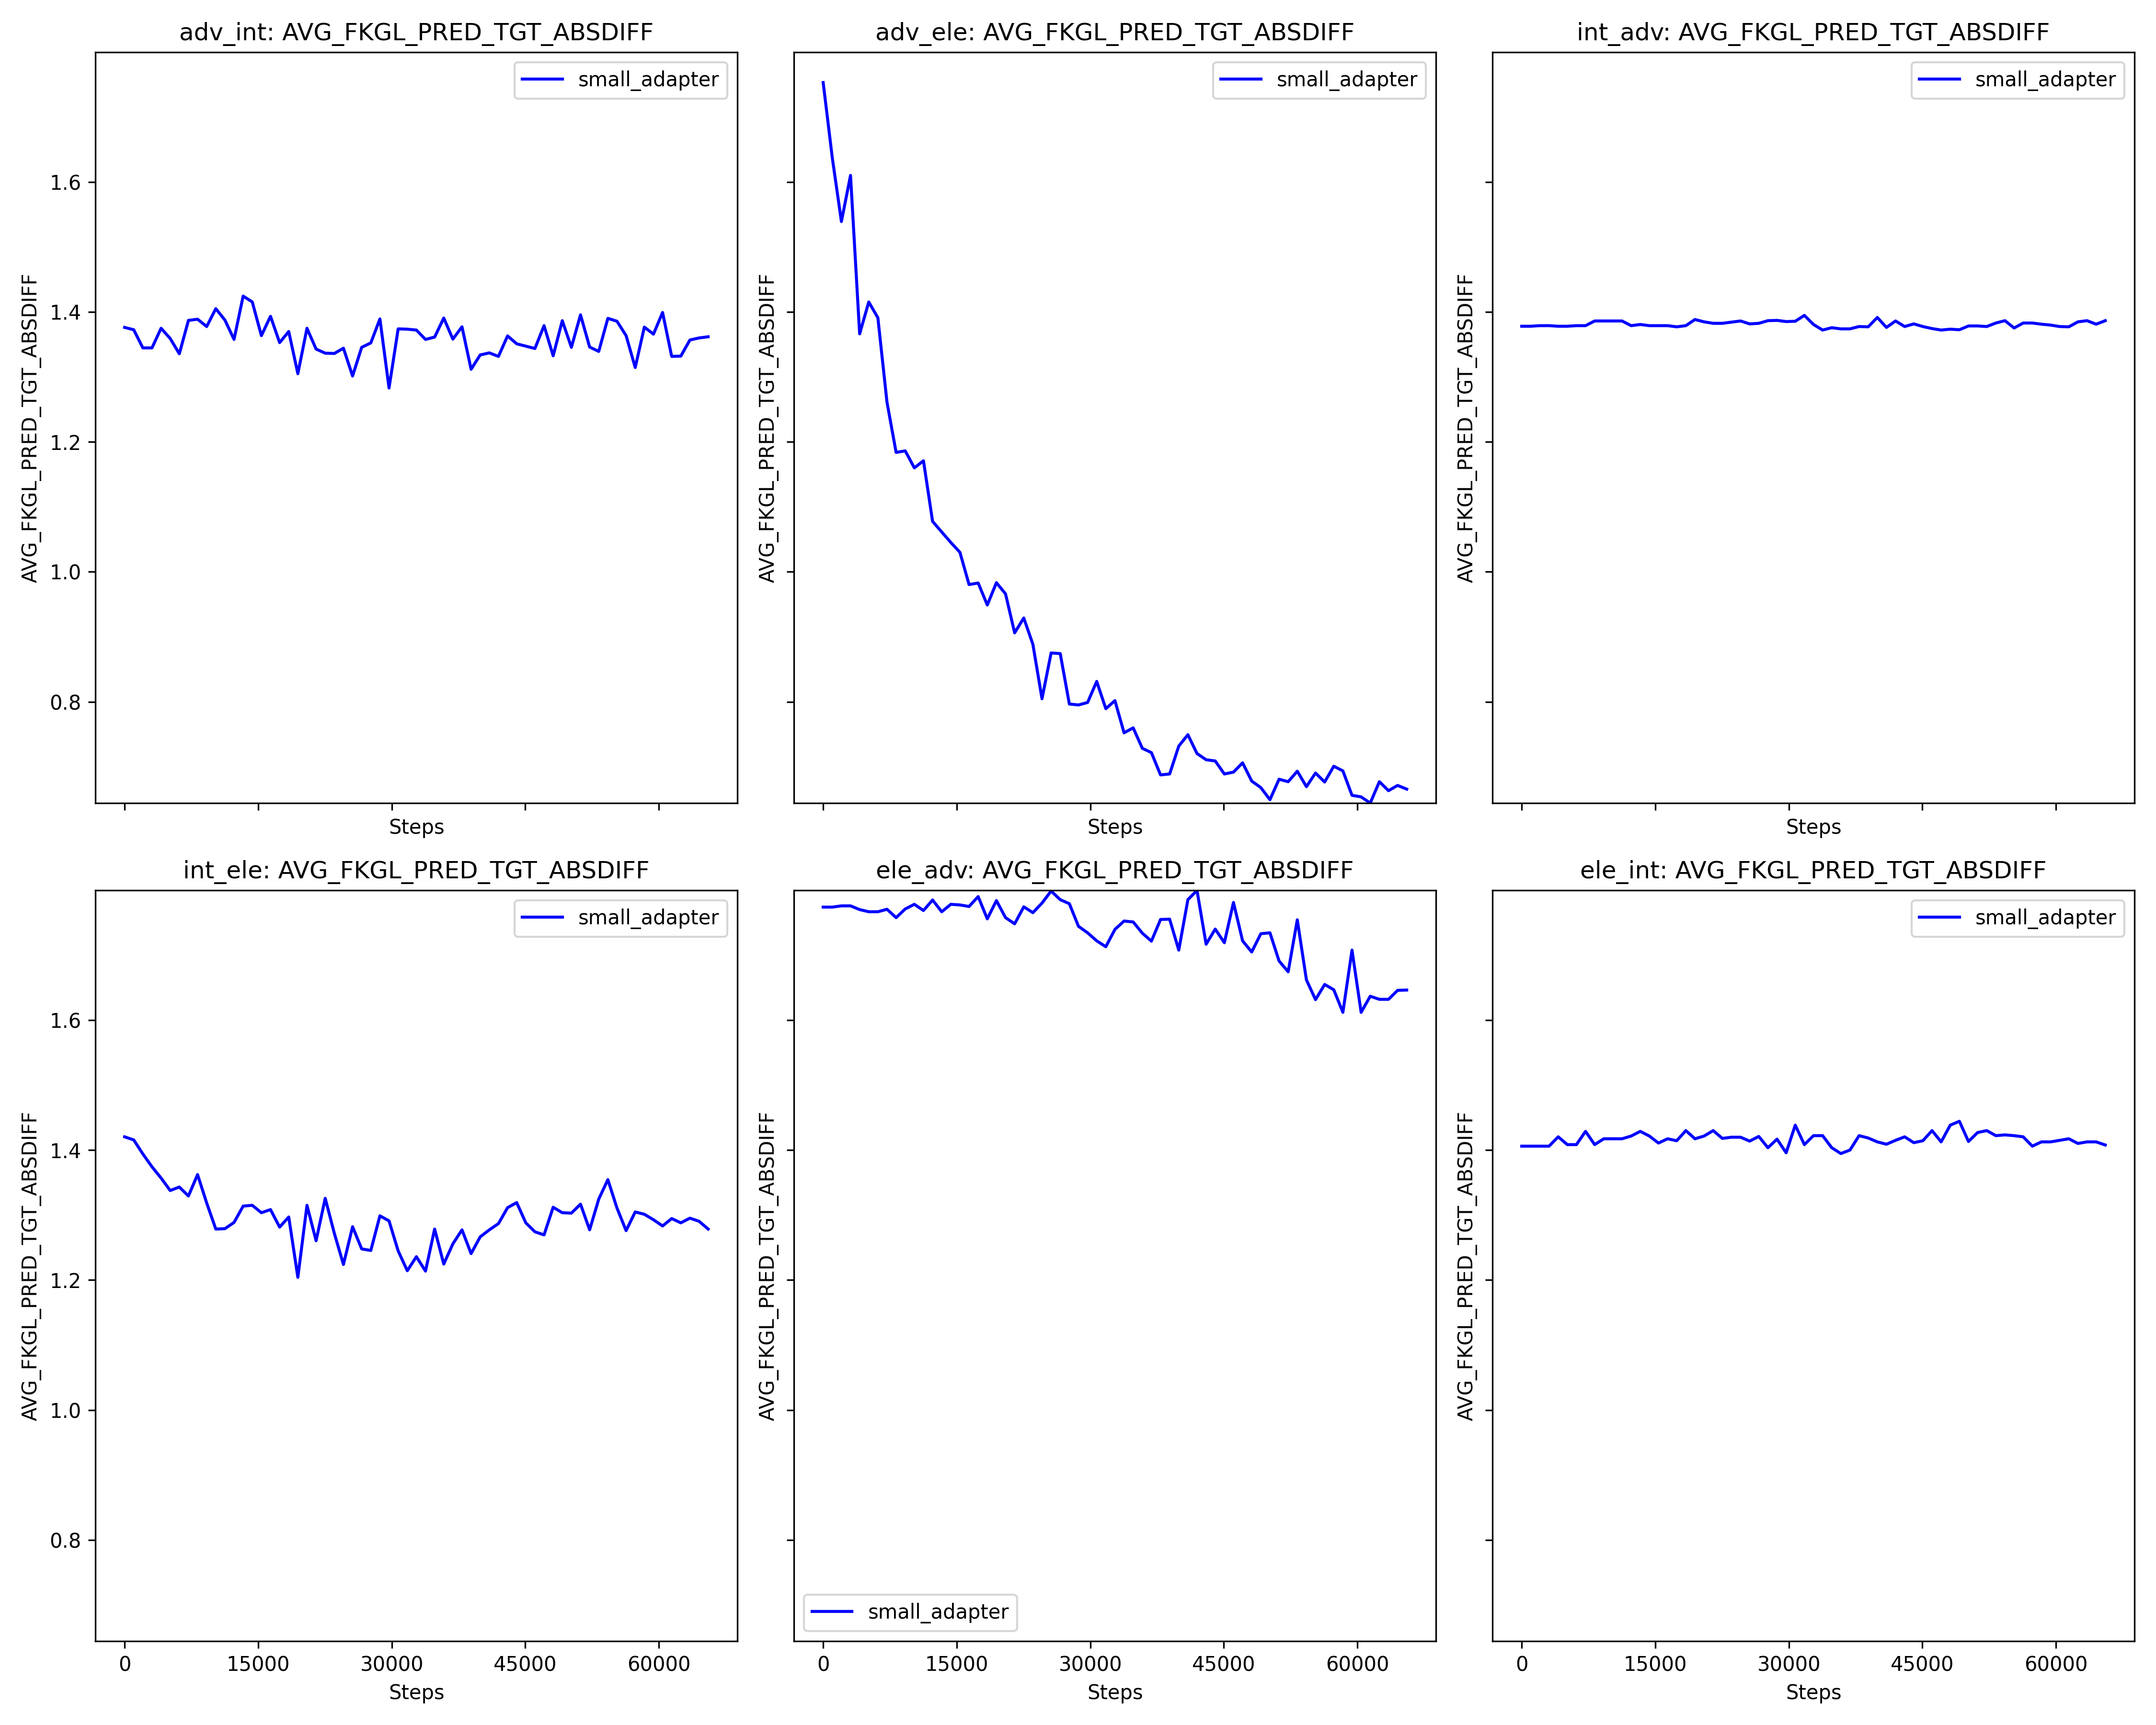 adv_int: AVG_FKGL_PRED_TGT_ABSDIFF
adv_ele: AVG_FKGL_PRED_TGT_ABSDIFF
int_adv: AVG_FKGL_PRED_TGT_ABSDIFF
small_adapter
small_adapter
small_adapter
AVG_FKGL_PRED_TGT_ABSDIFF
AVG_FKGL_PRED_TGT_ABSDIFF
AVG_FKGL_PRED_TGT_ABSDIFF
1.6
1.4
1.2
1.0
0.8
Steps
Steps
Steps
int_ele: AVG_FKGL_PRED_TGT_ABSDIFF
ele_adv: AVG_FKGL_PRED_TGT_ABSDIFF
ele_int: AVG_FKGL_PRED_TGT_ABSDIFF
small_adapter
small_adapter
AVG_FKGL_PRED_TGT_ABSDIFF
AVG_FKGL_PRED_TGT_ABSDIFF
AVG_FKGL_PRED_TGT_ABSDIFF
1.6
1.4
1.2
1.0
0.8
small_adapter
0 15000 30000 45000 60000
0 15000 30000 45000 60000
0 15000 30000 45000 60000
Steps
Steps
Steps